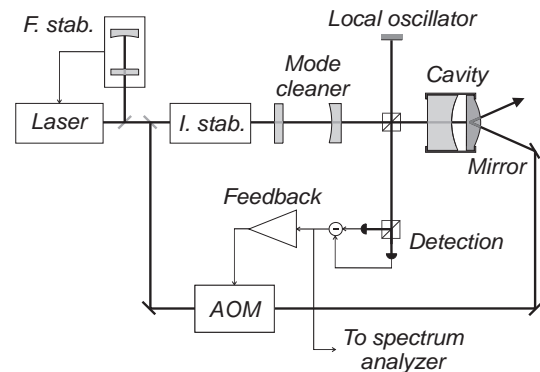 Local oscillator
F. stab.
Mode
cleaner
Cavity
Laser
I. stab.
Mirror
Feedback
Detection
AOM
To spectrum
analyzer